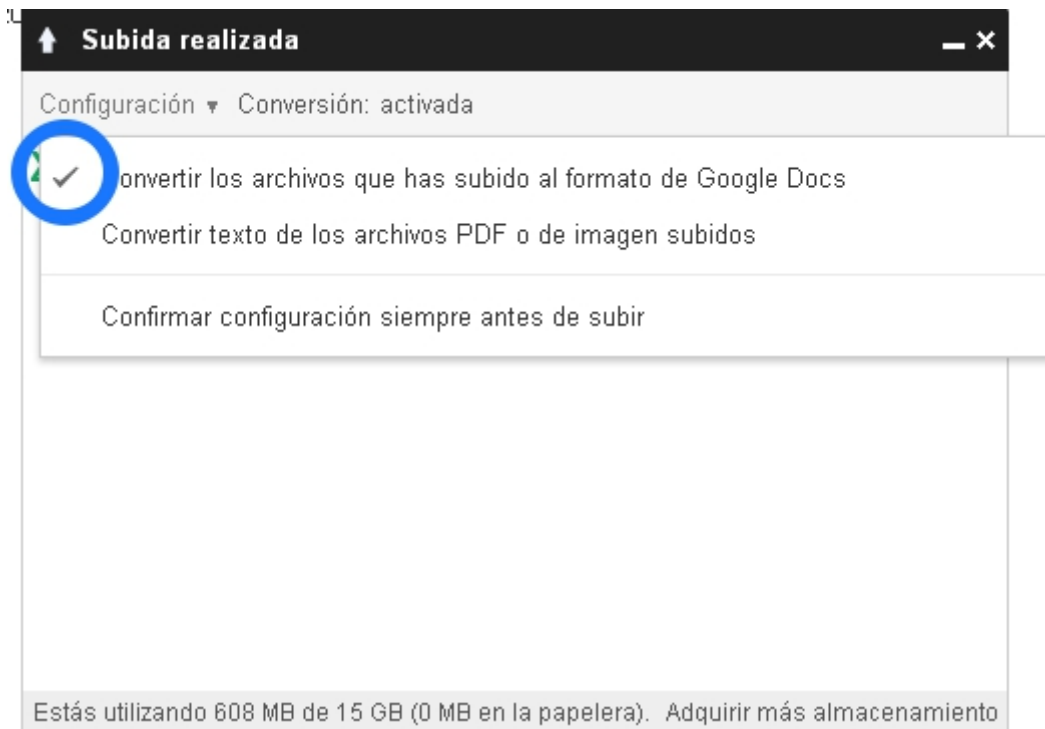 Subida realizada
Configuración Conversión: activada
onvertir los archivos que has subido al formato de Google Docs
Convertir texto de los archivos PDF o de imagen subidos
Confirmar configuración siempre antes de subir
Estás utilizando 608 MB de 15 GB (0 MB en la papelera). Adquirir más almacenamiento